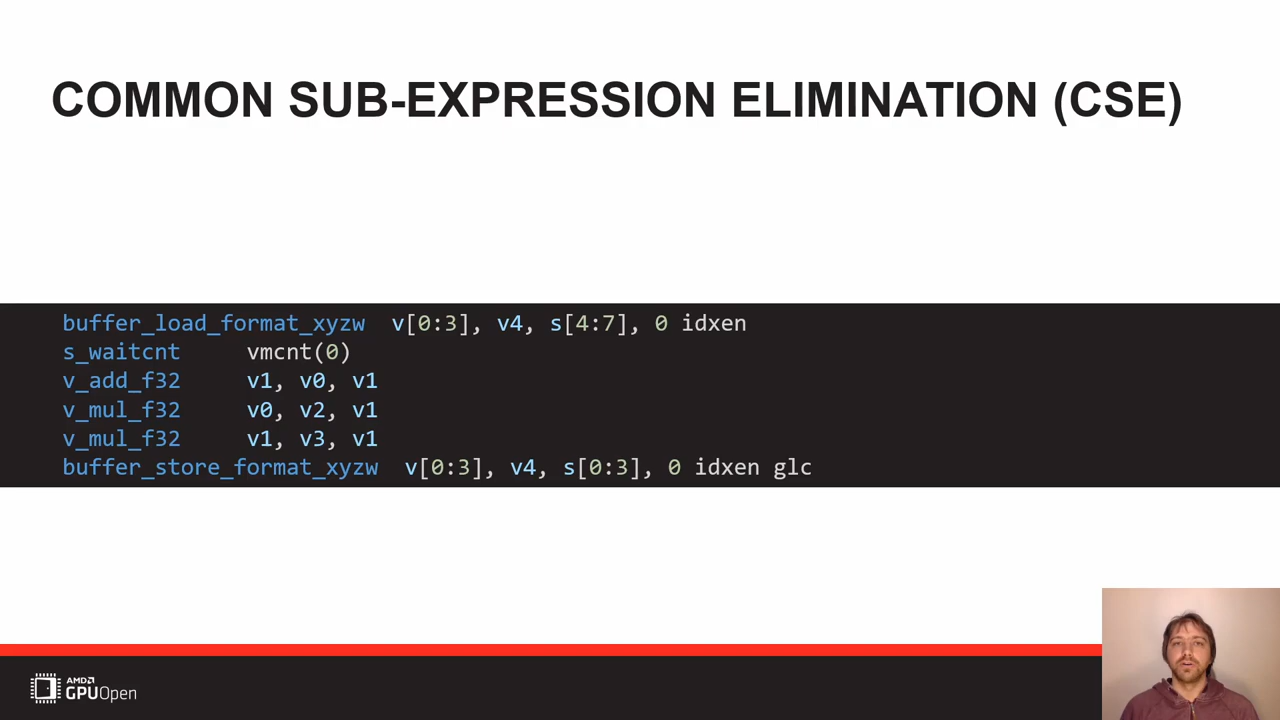 COMMON SUB-EXPRESSION ELIMINATION (CSE)
buffer_load_format_xyzw v[0:3], v4, s[4:7], 0 idxen
s_waitcnt vmcnt(0)
v_add_f32 v1, v0, v1
v_mul_f32 v0, v2, v1
v_mul_f32 v1, v3, v1
buffer_store_format_xyzw v[0:3], v4, s[0:3], 0 idxen glc
AMD
GPUOpen